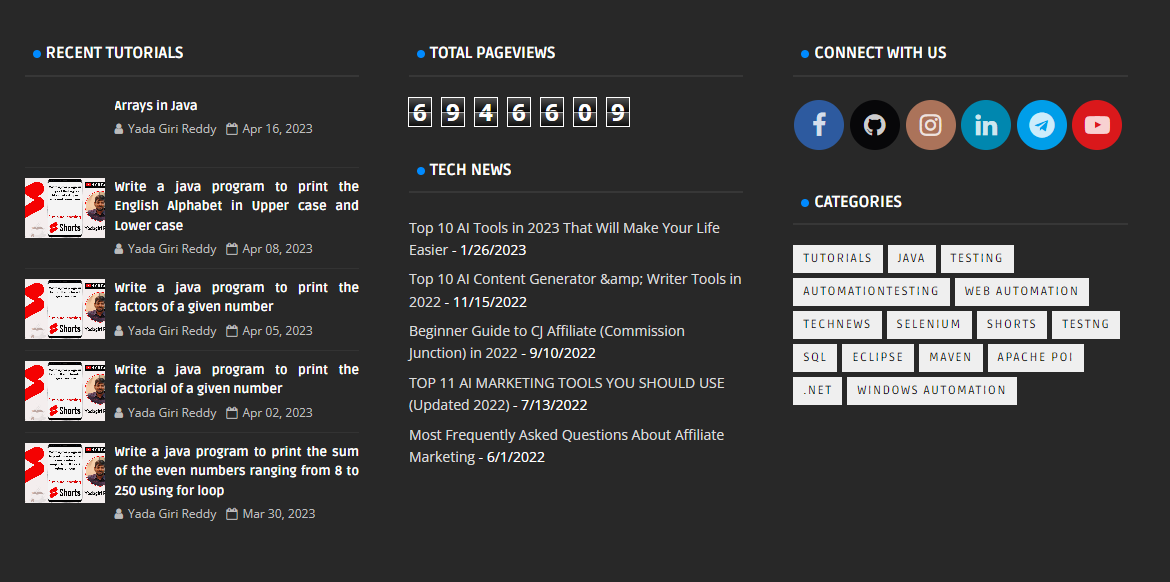 RECENT TUTORIALS
Arrays in Java
Yada Giri Reddy Apr 16, 2023
Write a java program to print the
English Alphabet in Upper case and
Lower case
Yada Giri Reddy Apr 08, 2023
Shorts
Write a java program to print the
factors of a given number
Yada Giri Reddy Apr 05, 2023
Shorts
Write a java program to print the
factorial of a given number
Yada Giri Reddy Apr 02, 2023
Shorts
Write a java program to print the sum
of the even numbers ranging from 8 to
250 using for loop
Yada Giri Reddy Mar 30, 2023
Shorts
TOTAL PAGEVIEWS
6946609
TECH NEWS
Top 10 AI Tools in 2023 That Will Make Your Life
Easier - 1/26/2023
Top 10 AI Content Generator &amp; Writer Tools in
2022 - 11/15/2022
Beginner Guide to CJ Affiliate (Commission
Junction) in 2022 - 9/10/2022
TOP 11 AI MARKETING TOOLS YOU SHOULD USE
(Updated 2022) - 7/13/2022
Most Frequently Asked Questions About Affiliate
Marketing - 6/1/2022
CONNECT WITH US
CATEGORIES
TUTORIALS JAVA TESTING
AUTOMATIONTESTING WEB AUTOMATION
TECHNEWS SELENIUM SHORTS TESTNG
SQL ECLIPSE MAVEN APACHE POI
.NET WINDOWS AUTOMATION